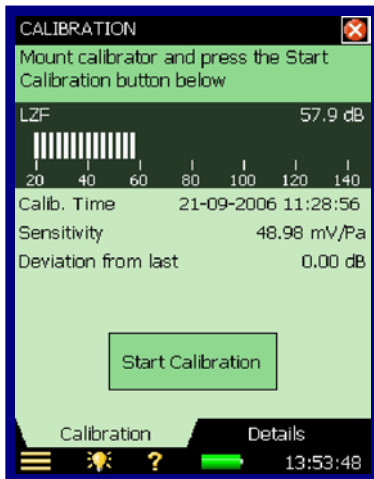 CALIBRATION
Mount calibrator and press the Start
Calibration button below
LZF 57.9 dB
20 40 60 80 100 120 140
Calib. Time 21-09-2006 11:28:56
Sensitivity 48.98 mV/Pa
Deviation from last 0.00 dB
Start Calibration
Calibration Details
? 13:53:48